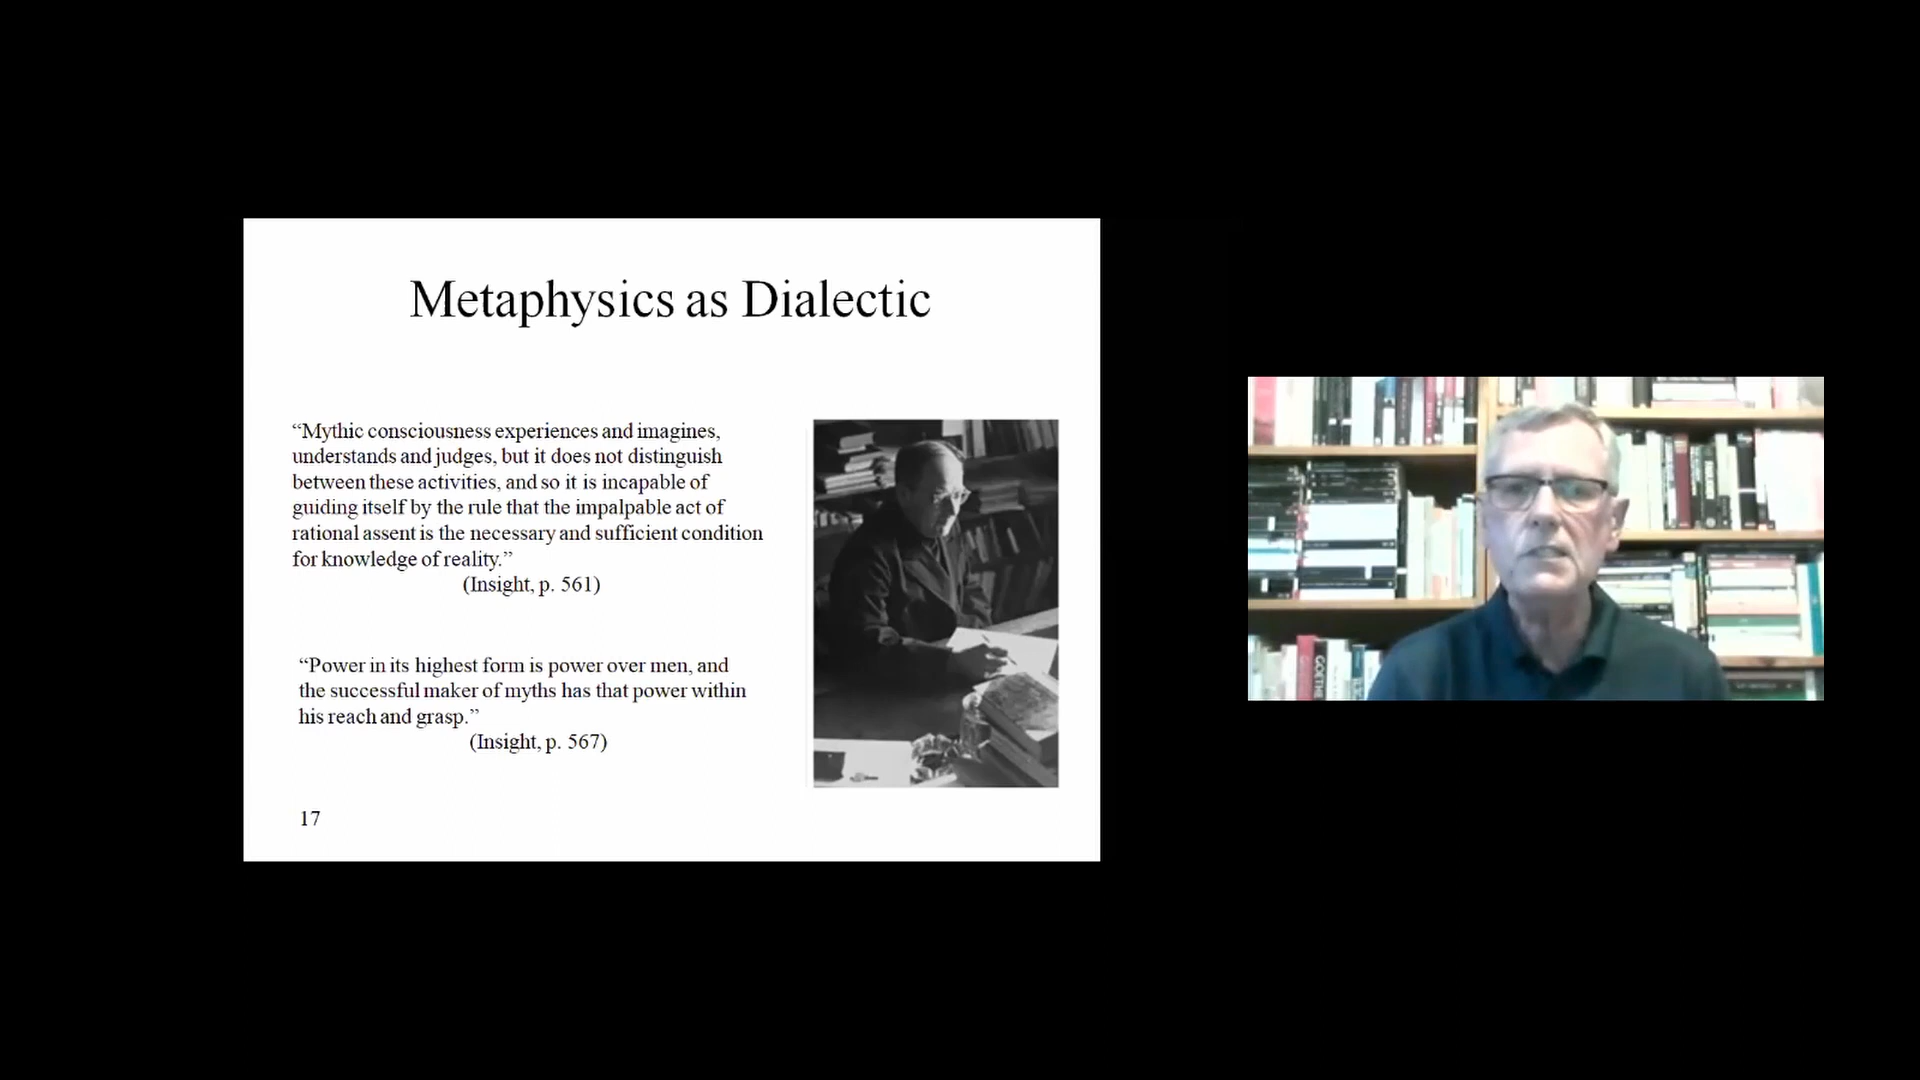 Metaphysics as Dialectic
“Mythic consciousness experiences and imagines,
understands and judges, but it does not distinguish
between these activities, and so it is incapable of
guiding itself by the rule that the impalpable act of
rational assent is the necessary and sufficient condition
for knowledge of reality.”
(Insight, p. 561)
“Power in its highest form is power over men, and
the successful maker of myths has that power within
his reach and grasp.”
(Insight, p. 567)
17
GOETHE